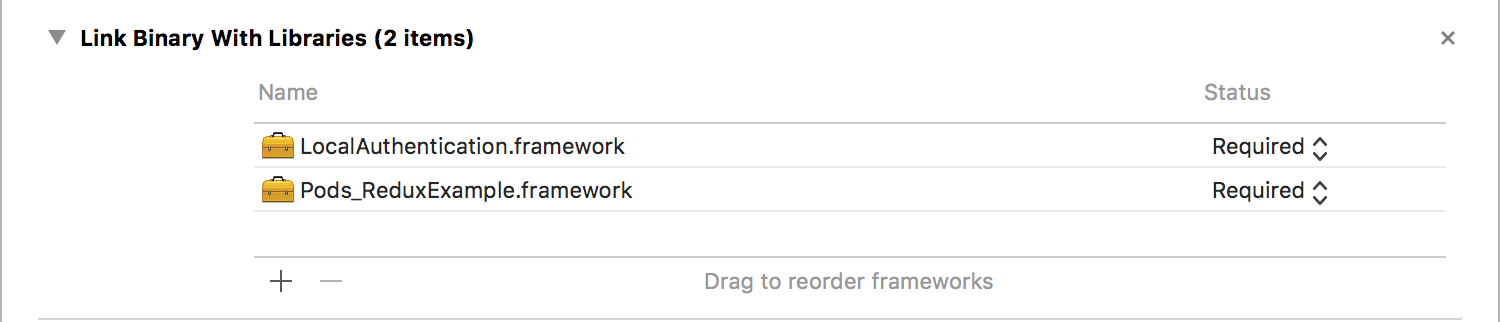 Link Binary With Libraries (2 items)
Name Status
LocalAuthentication.framework Required
Pods_ReduxExample.framework Required
Drag to reorder frameworks